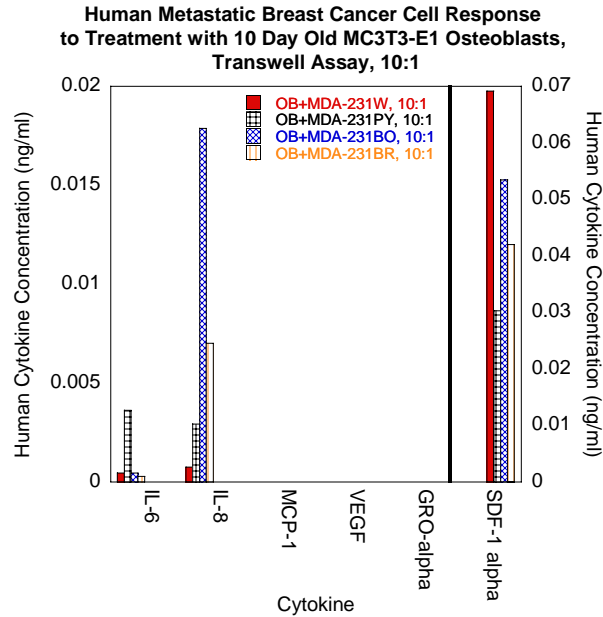 Human Metastatic Breast Cancer Cell Response
to Treatment with 10 Day Old MC3T3-E1 Osteoblasts,
Transwell Assay, 10:1
Human Cytokine Concentration (ng/ml)
0.02
0.015
0.01
0.005
0
OB+MDA-231W, 10:1
OB+MDA-231PY, 10:1
OB+MDA-231BO, 10:1
OB+MDA-231BR, 10:1
0.07
0.06
0.05
0.04
0.03
0.02
0.01
0
Human Cytokine Concentration
(ng/ml)
IL-6
IL-8
MCP-1
VEGF
GRO-alpha
SDF-1 alpha
Cytokine